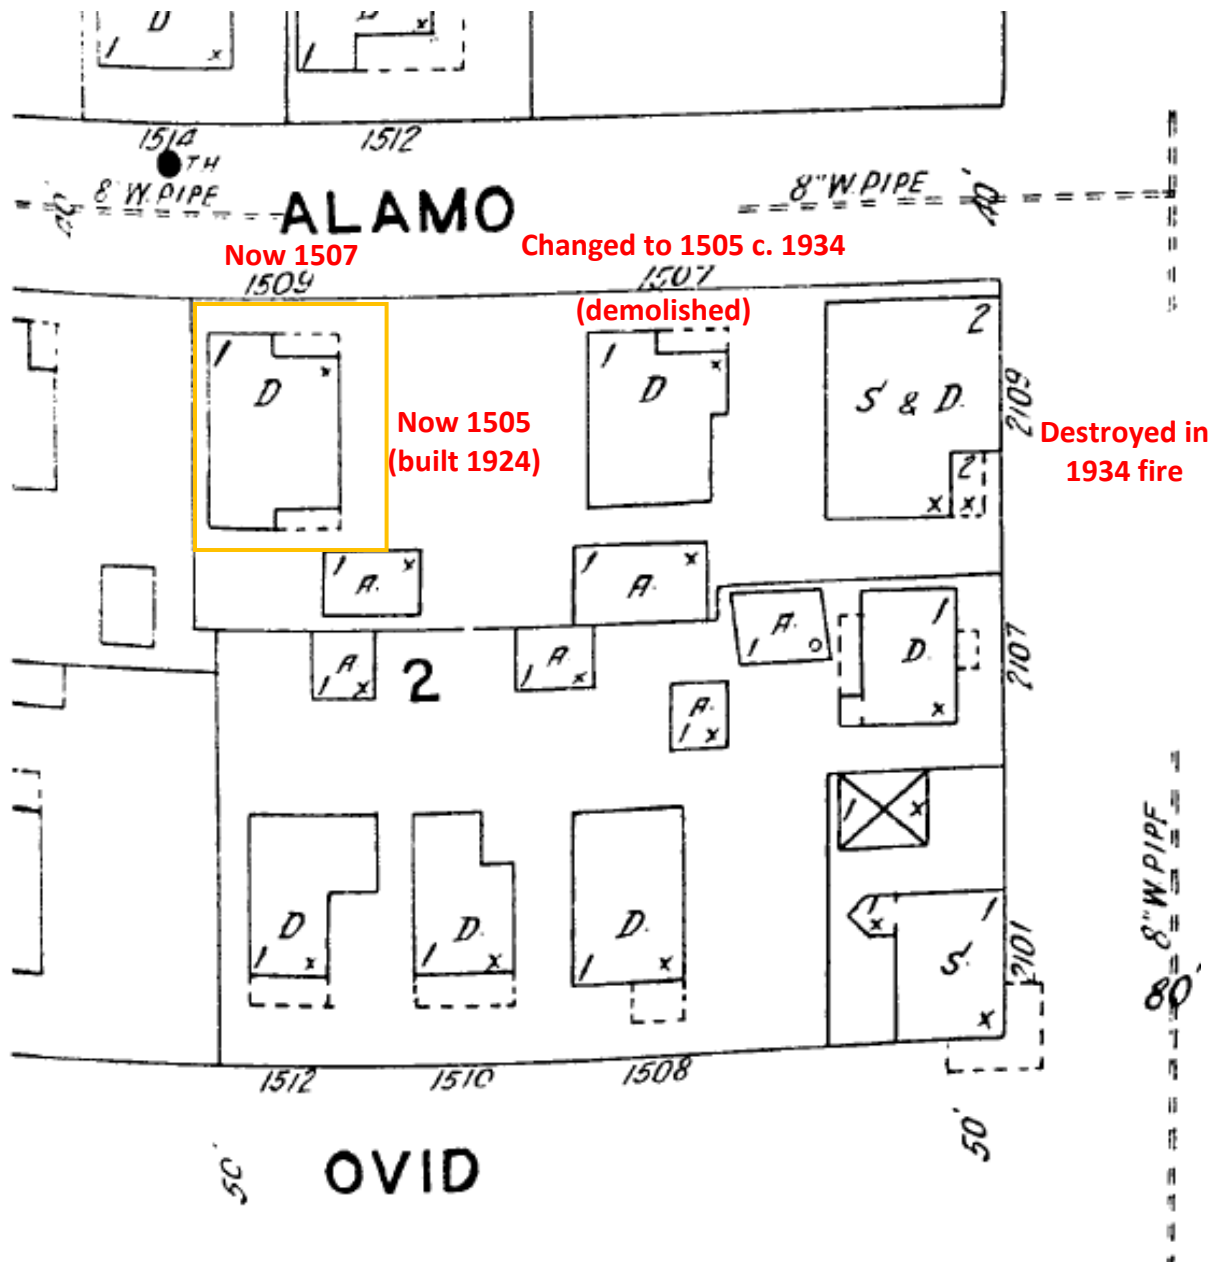 D
1 x
D
1 x
1514
1512
TH
8" W. PIPE
ALAMO
8" W. PIPE
40'
Now 1507
Changed to 1505 c. 1934
1509
1507
(demolished)
1
D
x
1
D
x
2
S & D.
2
x x
2109
Now 1505
(built 1924)
Destroyed in
1934 fire
1 A. x
1 A. x
A.
1 x
2
A.
1 x
A.
1 o
A.
1 x
1
D.
x
2107
1 x
D
1 x
D.
1 x
D.
1 x
1
x
1
S.
x
2101
8" W. PIPE
80'
1512
1510
1508
50'
50'
OVID